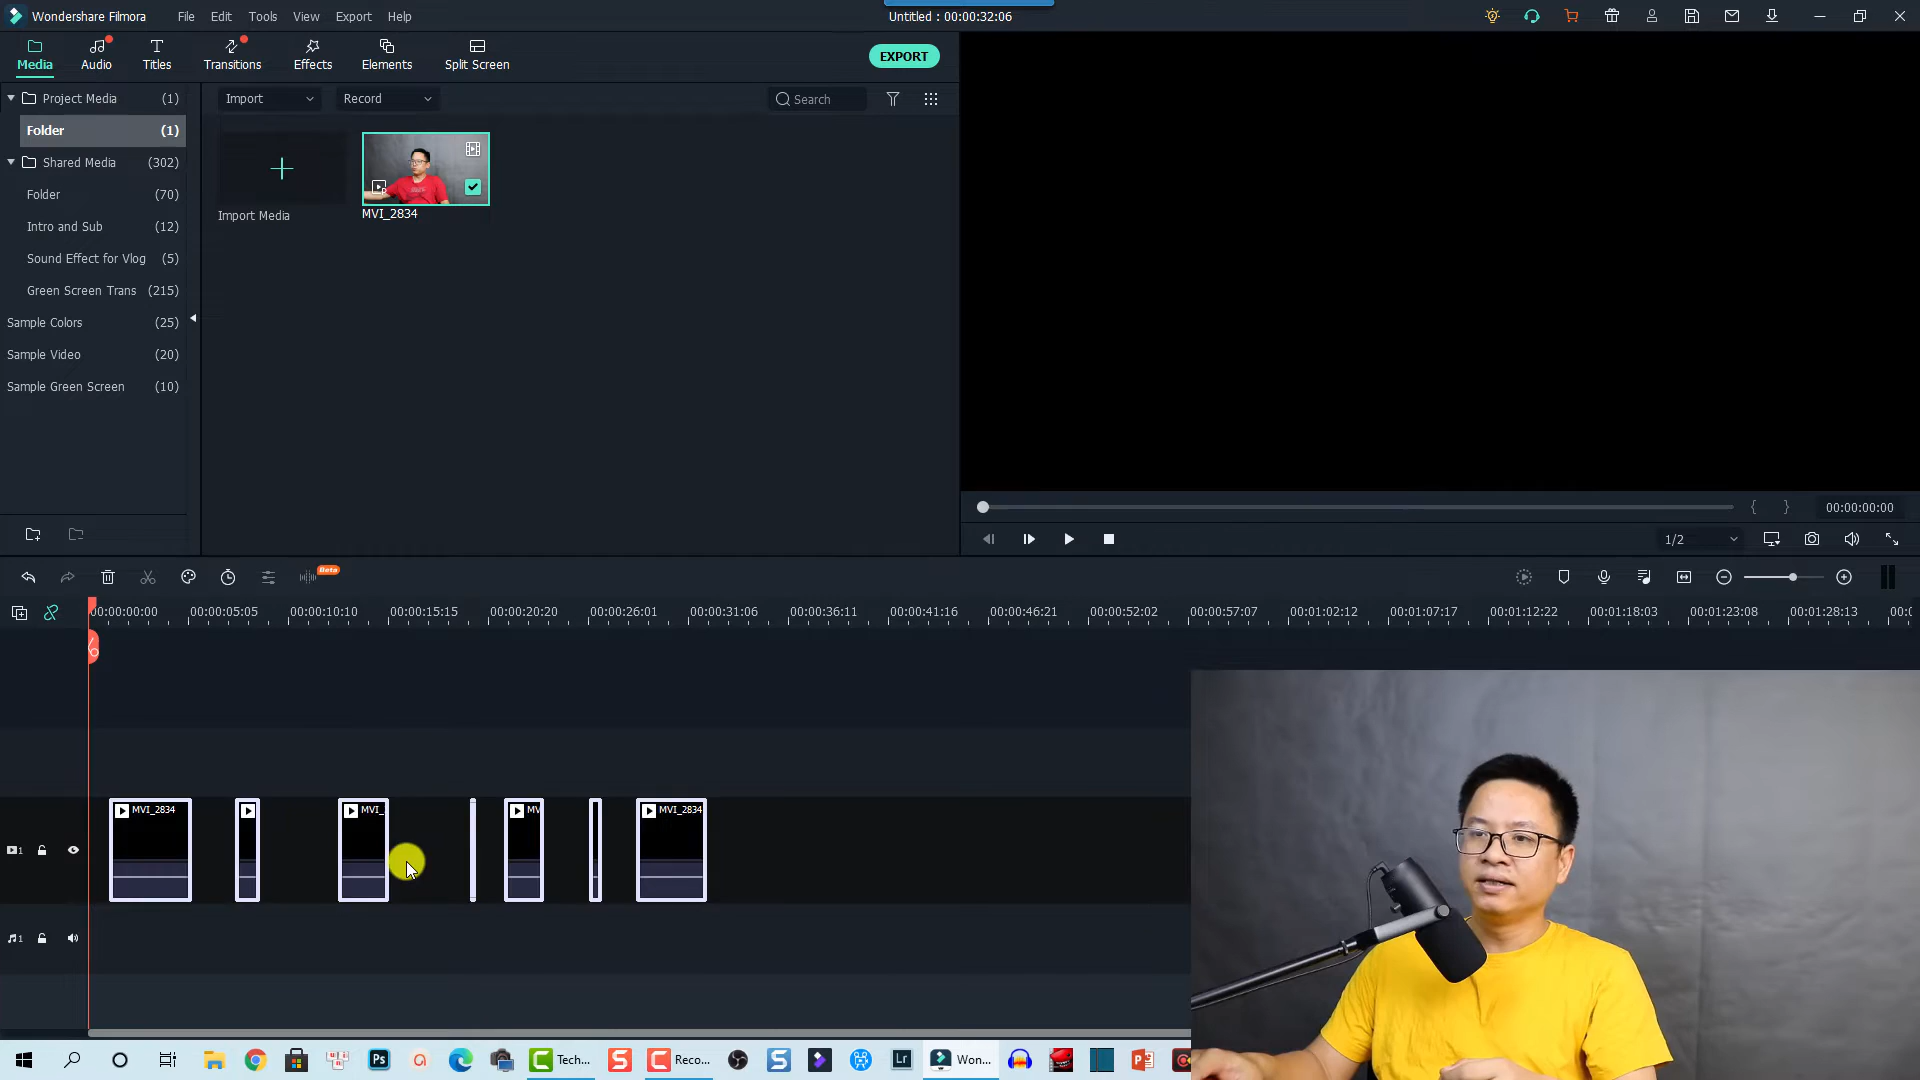 Wondershare Filmora
File
Edit
Tools
View
Export
Help
Untitled : 00:00:32:06
Media
Audio
Titles
Transitions
Effects
Elements
Split Screen
EXPORT
Project Media (1)
Folder (1)
Shared Media (302)
Folder (70)
Intro and Sub (12)
Sound Effect for Vlog (5)
Green Screen Trans (215)
Sample Colors (25)
Sample Video (20)
Sample Green Screen (10)
Import
Record
Search
Import Media
MVI_2834
{ }
00:00:00:00
1/2
Beta
00:00:00:00
00:00:05:05
00:00:10:10
00:00:15:15
00:00:20:20
00:00:26:01
00:00:31:06
00:00:36:11
00:00:41:16
00:00:46:21
00:00:52:02
00:00:57:07
00:01:02:12
00:01:07:17
00:01:12:22
00:01:18:03
00:01:23:08
00:01:28:13
00:0
MVI_2834
MVI_
MV
MVI_2834
1
1
Ps
Tech...
S
Reco...
S
Lr
Won...